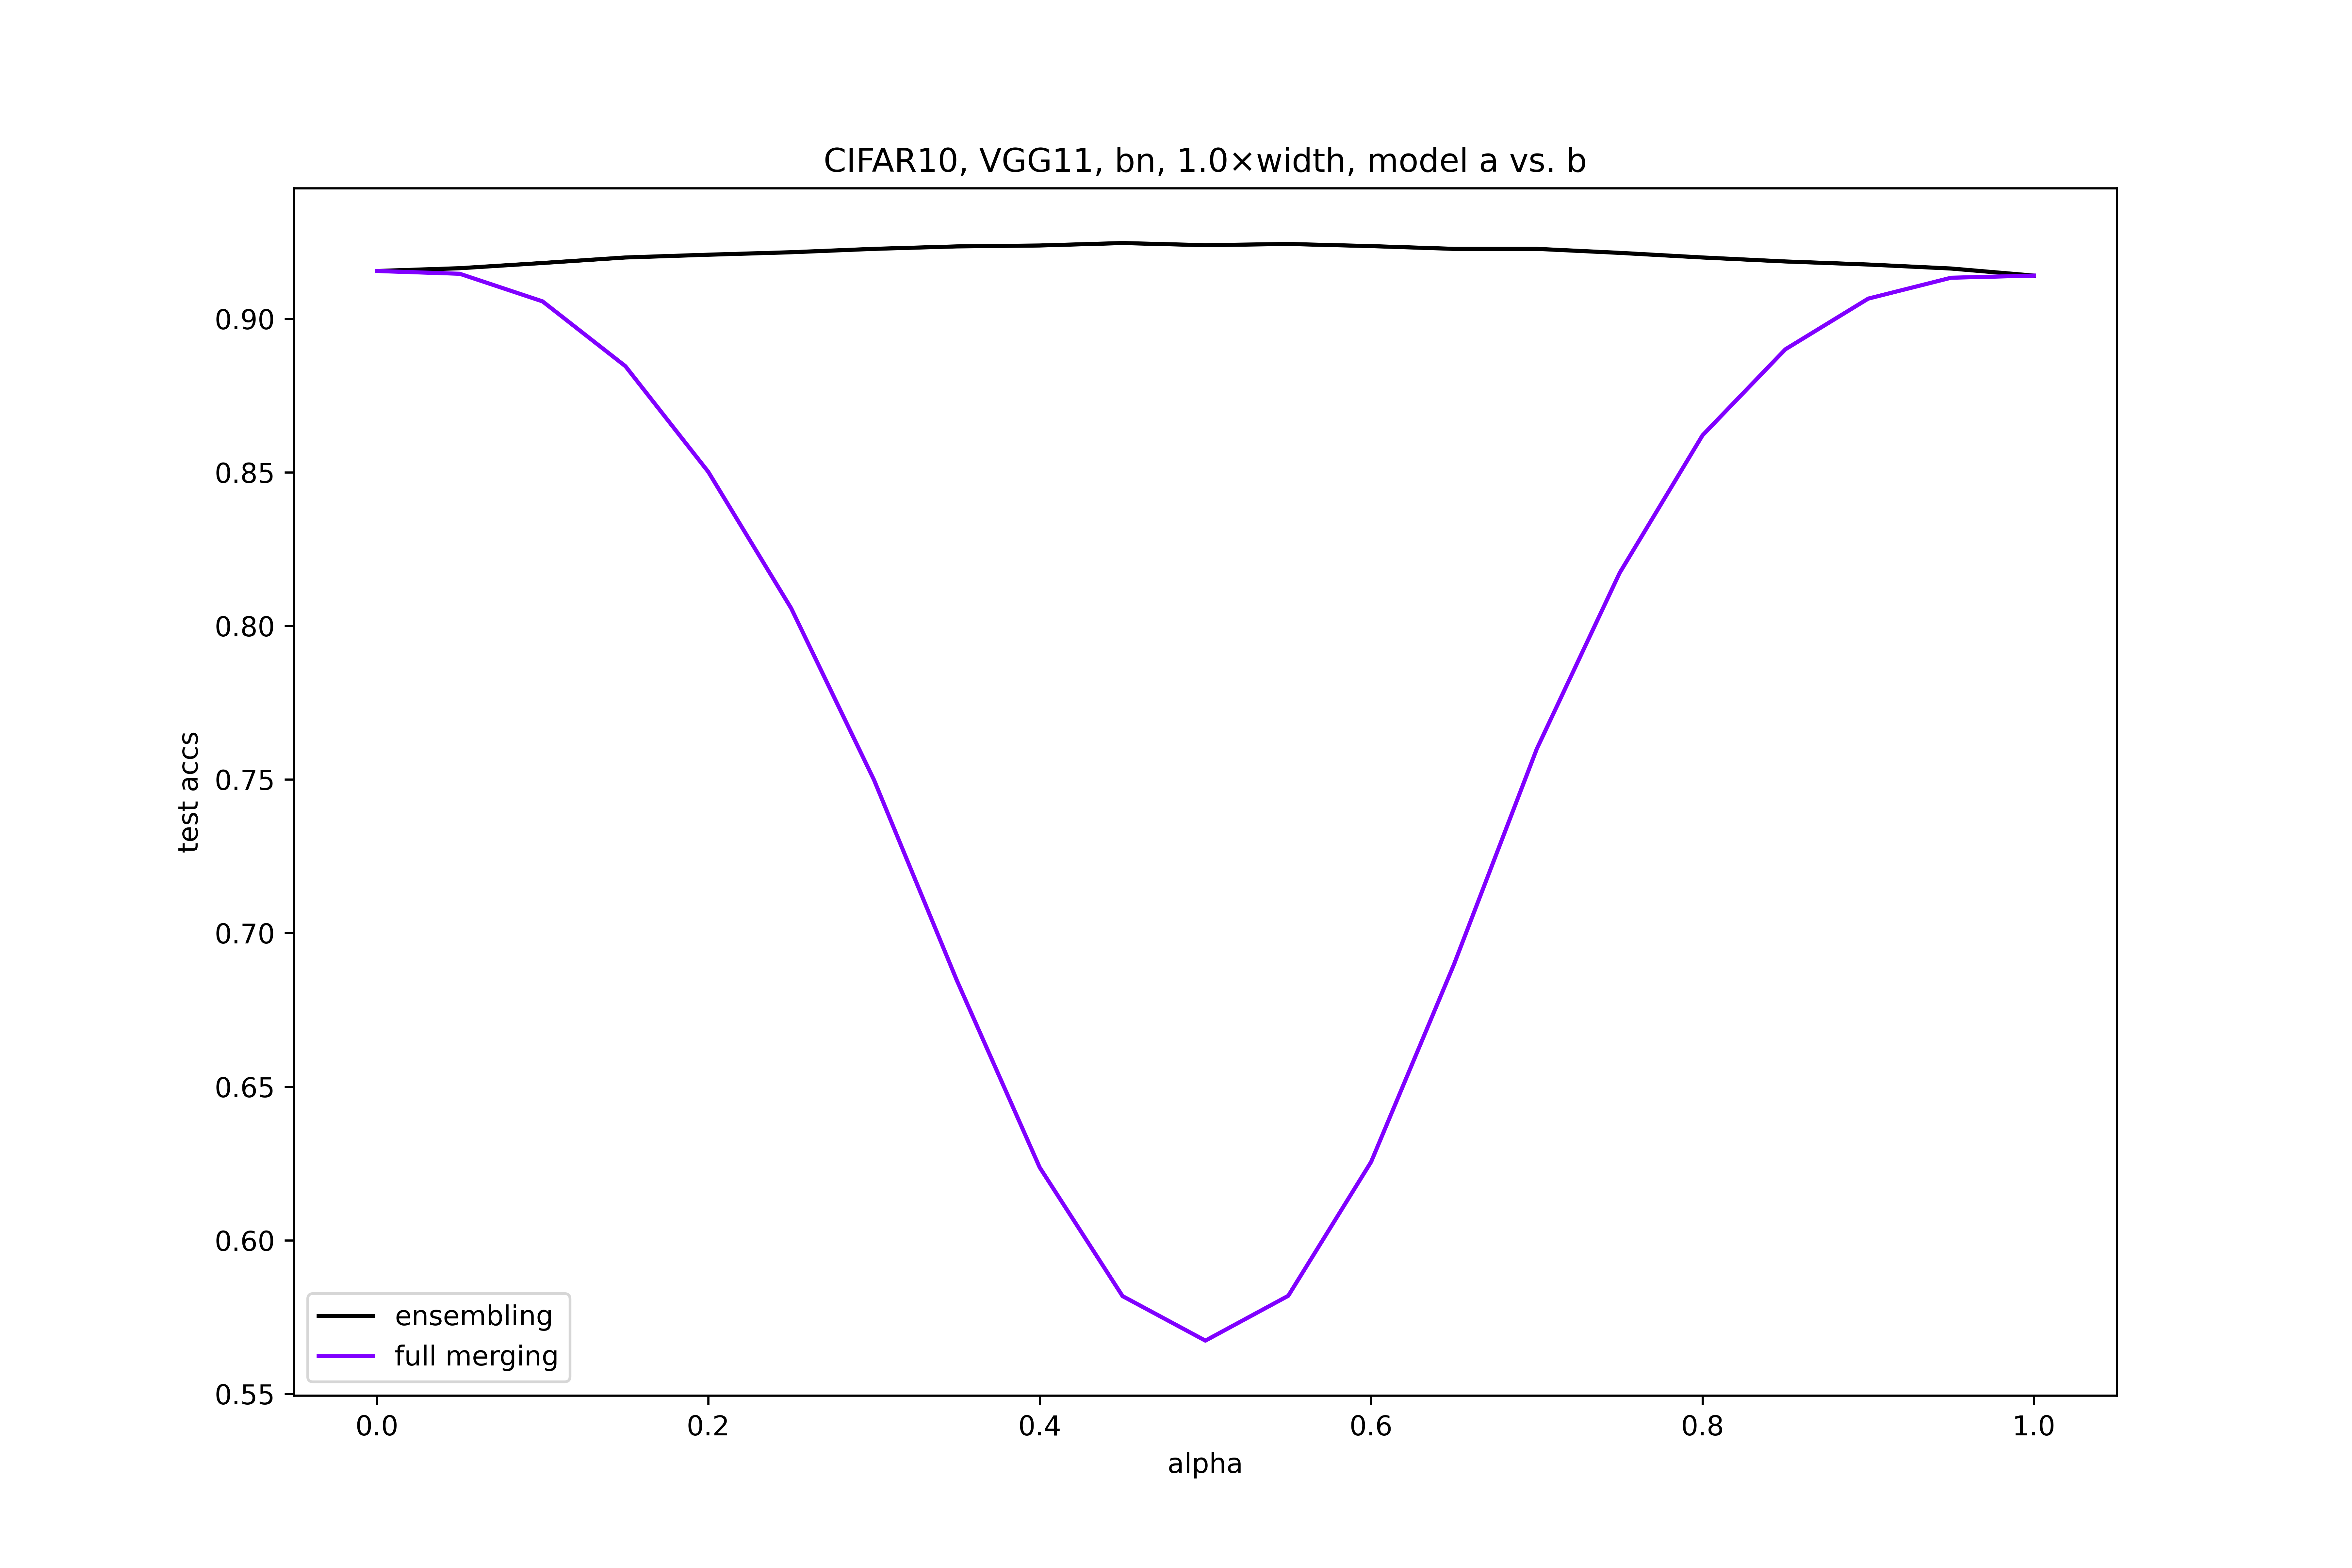 CIFAR10, VGG11, bn, 1.0×width, model a vs. b
test accs
0.90
0.85
0.80
0.75
0.70
0.65
0.60
0.55
ensembling
full merging
0.0 0.2 0.4 0.6 0.8 1.0
alpha